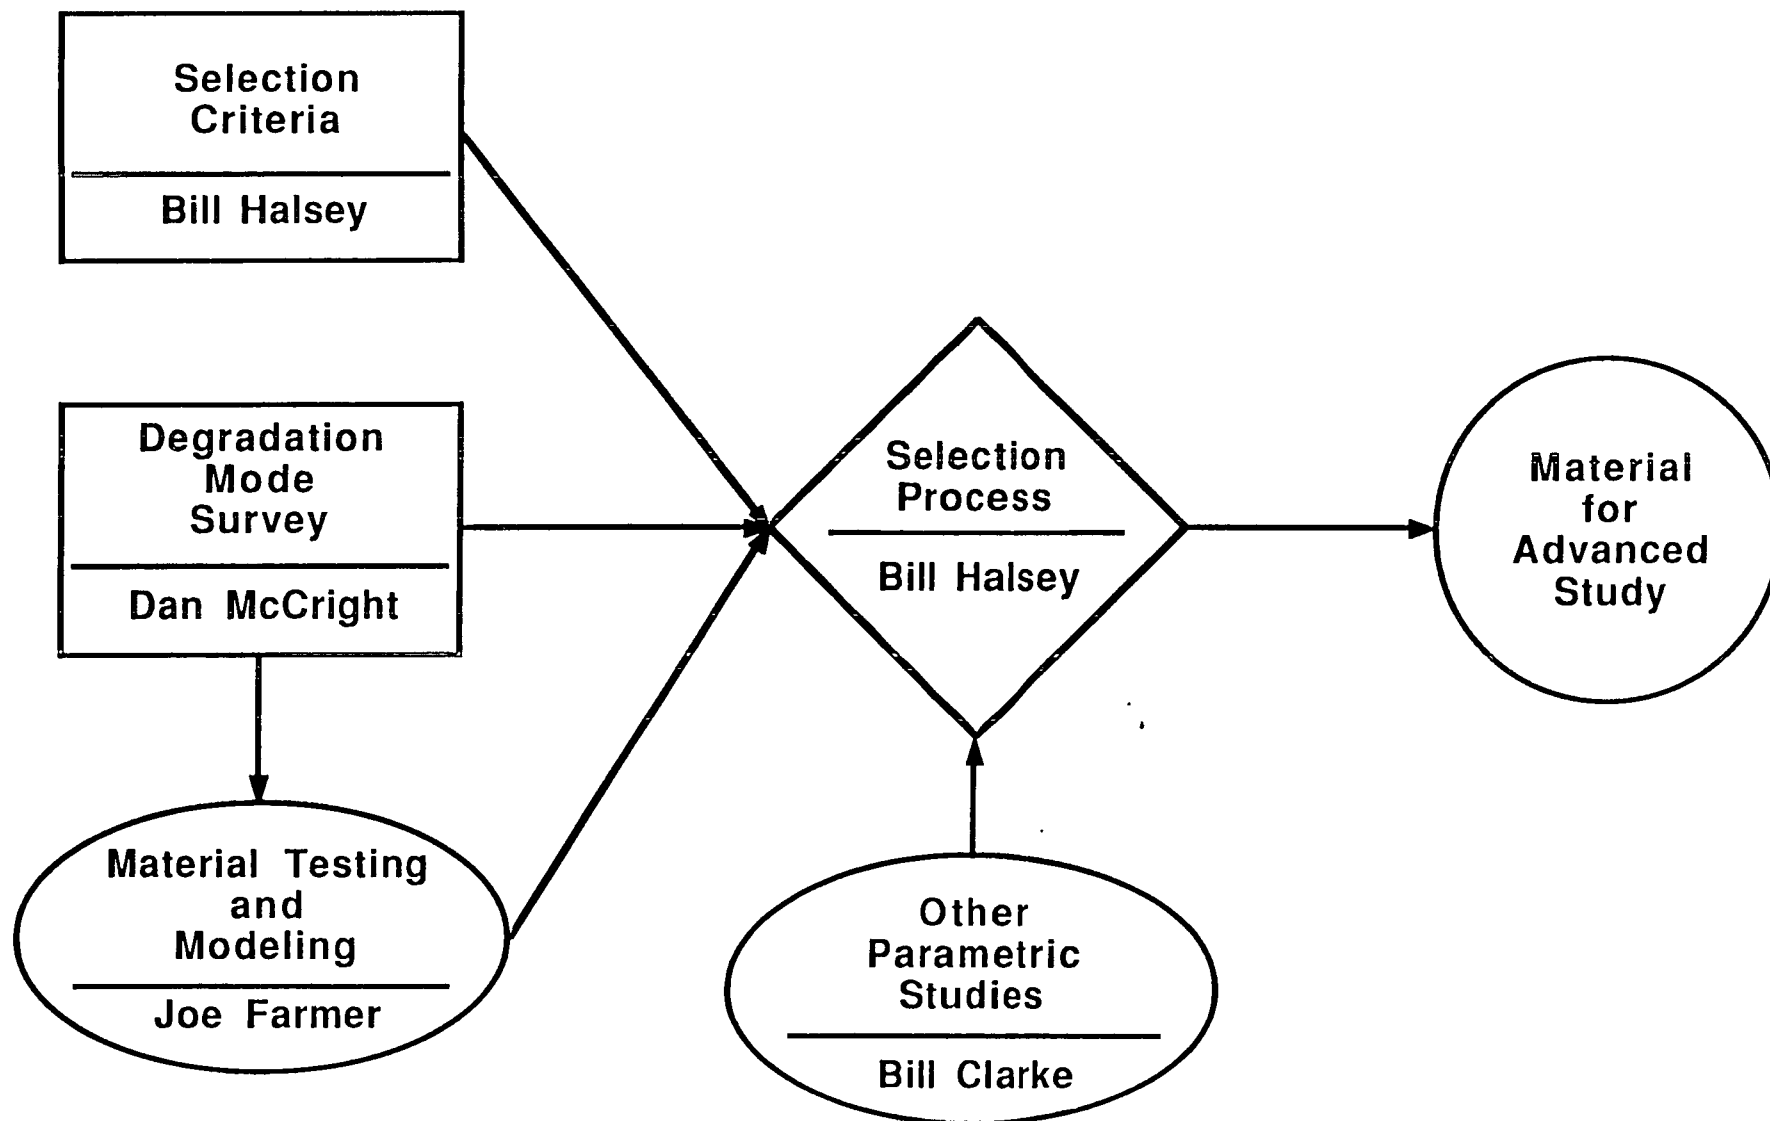 Selection
Criteria
Bill Halsey
Degradation
Mode
Survey
Dan McCright
Material Testing
and
Modeling
Joe Farmer
Selection
Process
Bill Halsey
Other
Parametric
Studies
Bill Clarke
Material
for
Advanced
Study